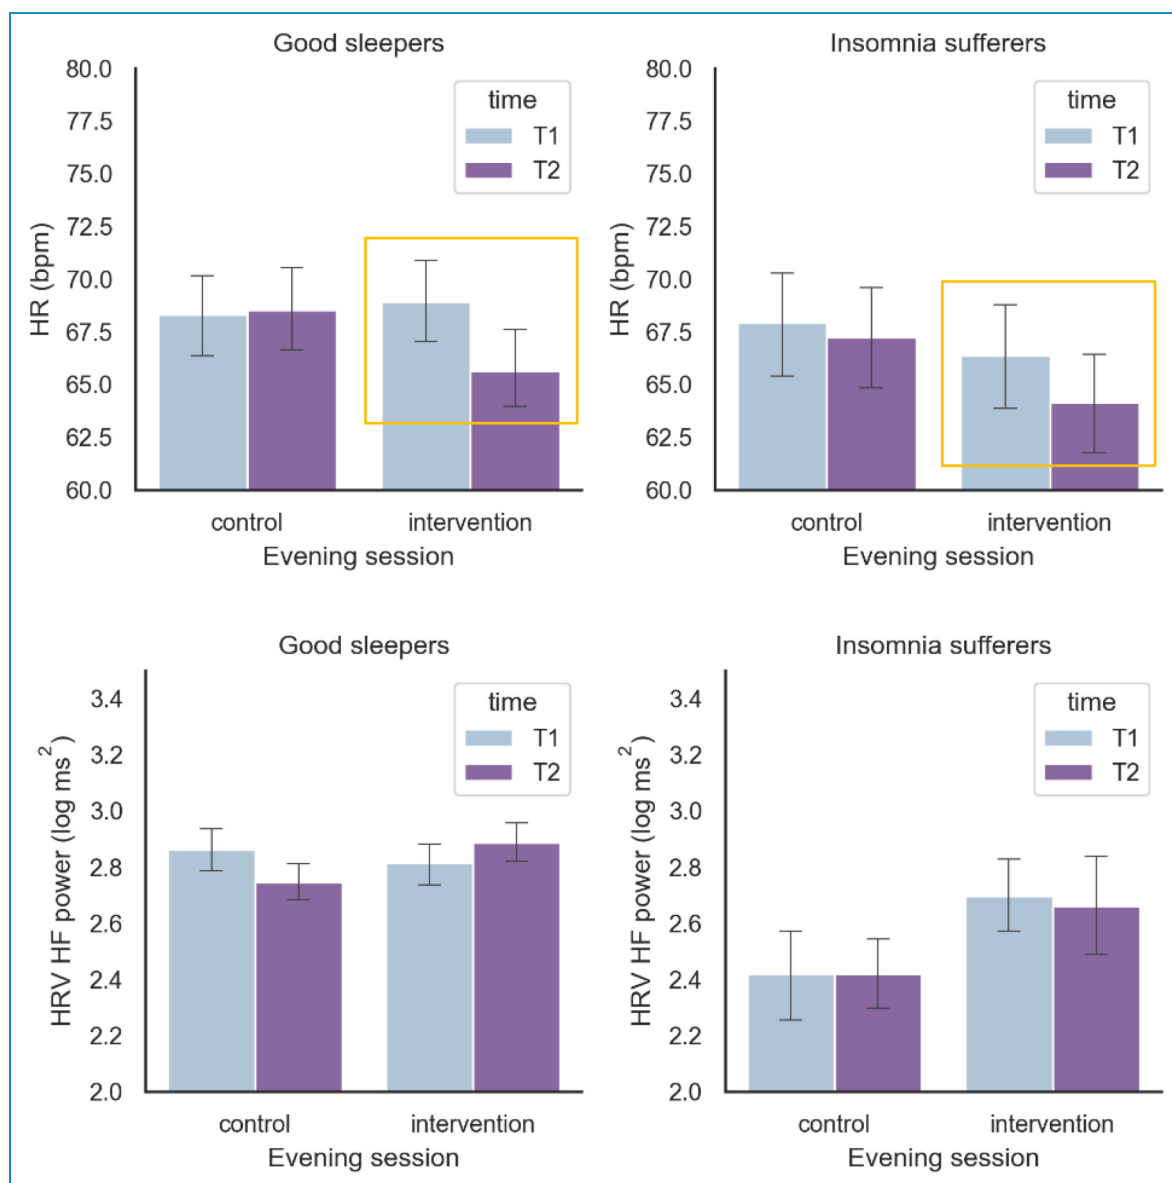 Good sleepers
80.0
77.5
75.0
72.5
70.0
67.5
65.0
62.5
60.0
HR (bpm)
time
T1
T2
control
intervention
Evening session
Insomnia sufferers
80.0
77.5
75.0
72.5
70.0
67.5
65.0
62.5
60.0
HR (bpm)
time
T1
T2
control
intervention
Evening session
Good sleepers
3.4
3.2
3.0
2.8
2.6
2.4
2.2
2.0
HRV HF power (log ms²)
time
T1
T2
control
intervention
Evening session
Insomnia sufferers
3.4
3.2
3.0
2.8
2.6
2.4
2.2
2.0
HRV HF power (log ms²)
time
T1
T2
control
intervention
Evening session